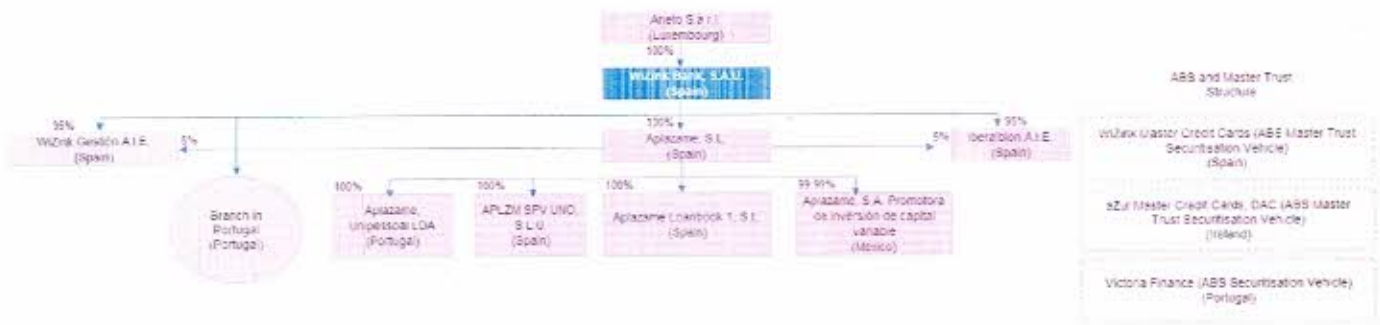 Aneto S.à r.l.
(Luxembourg)
100%
WiZink Bank, S.A.U.
(Spain)
ABS and Master Trust
Structure
95%
WiZink Gestión A.I.E.
(Spain)
5%
100%
Aplazame, S.L.
(Spain)
5%
95%
Iberalbión A.I.E.
(Spain)
WiZink Master Credit Cards (ABS Master Trust
Securitisation Vehicle)
(Spain)
Branch in
Portugal
(Portugal)
100%
Aplazame,
Unipessoal LDA
(Portugal)
100%
APLZM SPV UNO,
S.L.U.
(Spain)
100%
Aplazame Loanbook 1, S.L.
(Spain)
99.99%
Aplazame, S.A. Promotora
de inversión de capital
variable
(México)
aZul Master Credit Cards, DAC (ABS Master
Trust Securitisation Vehicle)
(Ireland)
Victoria Finance (ABS Securitisation Vehicle)
(Portugal)